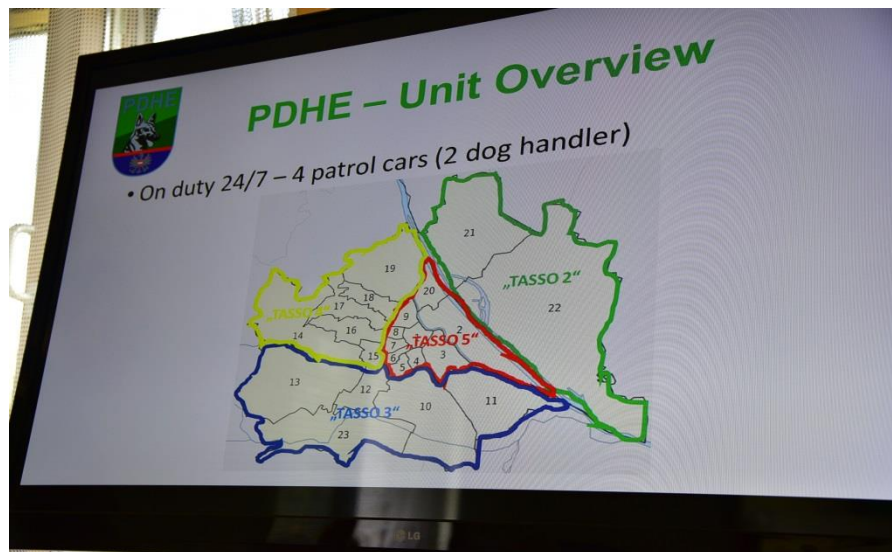 PDHE
PDHE – Unit Overview
• On duty 24/7 – 4 patrol cars (2 dog handler)
21
19
20
„TASSO 2“
18
17
22
„TASSO
9
16
8
2
14
7
„TASSO 5“
15
6
3
4
5
13
12
11
10
„TASSO 3“
23
LG